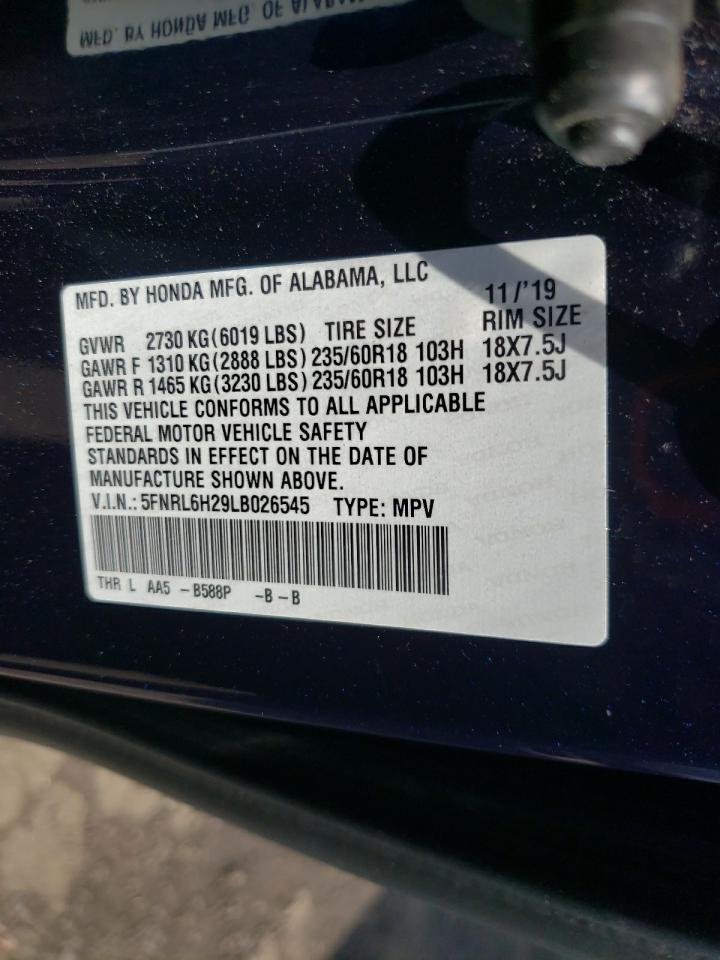 MFD. BY HONDA MFG. OF ALABAMA, LLC
11/'19
GVWR 2730 KG(6019 LBS) TIRE SIZE RIM SIZE
GAWR F 1310 KG(2888 LBS) 235/60R18 103H 18X7.5J
GAWR R 1465 KG(3230 LBS) 235/60R18 103H 18X7.5J
THIS VEHICLE CONFORMS TO ALL APPLICABLE
FEDERAL MOTOR VEHICLE SAFETY
STANDARDS IN EFFECT ON THE DATE OF
MANUFACTURE SHOWN ABOVE.
V.I.N.: 5FNRL6H29LB026545 TYPE: MPV
THR L AA5 -B588P -B-B